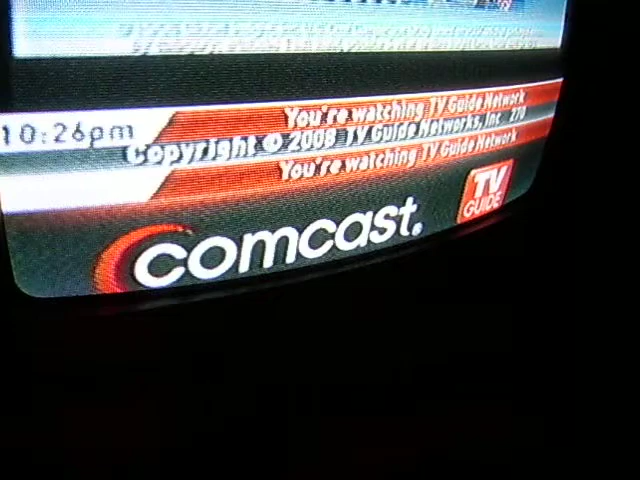 You're watching TV Guide Network
10:26pm
Copyright © 2008 TV Guide Networks, Inc. 270
You're watching TV Guide Network
comcast.
TV
GUIDE